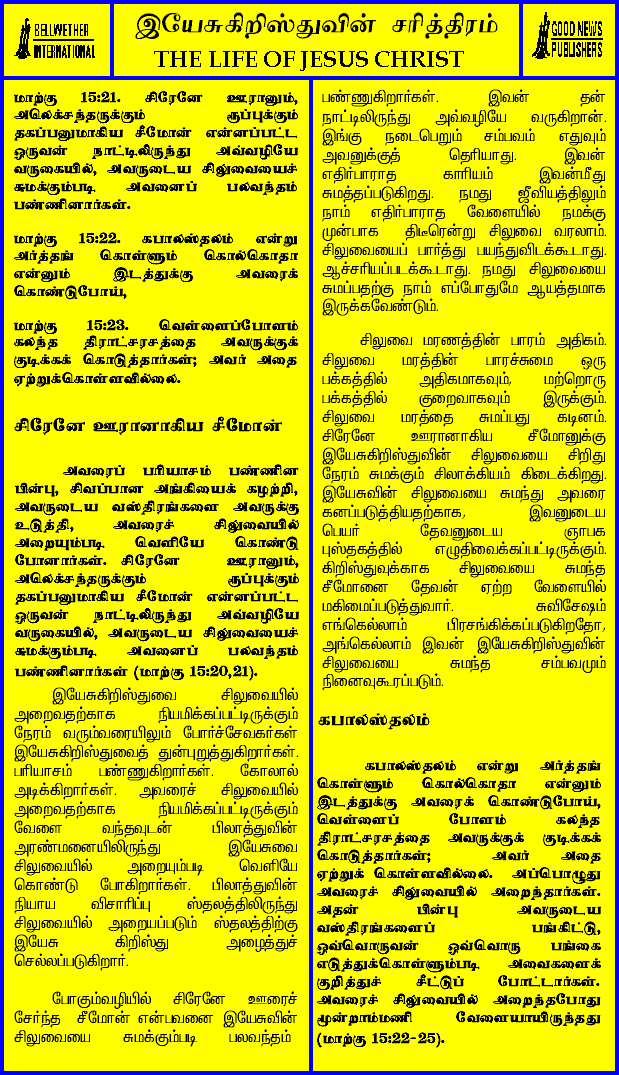 BELLWETHER
INTERNATIONAL
இயேசுகிறிஸ்துவின் சரித்திரம்
THE LIFE OF JESUS CHRIST
GOOD NEWS
PUBLISHERS
மாற்கு 15:21. சிரேனே ஊரானும்,
அலெக்சந்தருக்கும் ரூப்புக்கும்
தகப்பனுமாகிய சீமோன் என்னப்பட்ட
ஒருவன் நாட்டிலிருந்து அவ்வழியே
வருகையில், அவருடைய சிலுவையைச்
சுமக்கும்படி அவனைப் பலவந்தம்
பண்ணினார்கள்.
மாற்கு 15:22. கபாலஸ்தலம் என்று
அர்த்தங் கொள்ளும் கொல்கொதா
என்னும் இடத்துக்கு அவரைக்
கொண்டுபோய்,
மாற்கு 15:23. வெள்ளைப்போளம்
கலந்த திராட்சரசத்தை அவருக்குக்
குடிக்கக் கொடுத்தார்கள்; அவர் அதை
ஏற்றுக்கொள்ளவில்லை.
சிரேனே ஊரானாகிய சீமோன்
அவரைப் பரியாசம் பண்ணின
பின்பு, சிவப்பான அங்கியைக் கழற்றி,
அவருடைய வஸ்திரங்களை அவருக்கு
உடுத்தி, அவரைச் சிலுவையில்
அறையும்படி வெளியே கொண்டு
போனார்கள். சிரேனே ஊரானும்,
அலெக்சந்தருக்கும் ரூப்புக்கும்
தகப்பனுமாகிய சீமோன் என்னப்பட்ட
ஒருவன் நாட்டிலிருந்து அவ்வழியே
வருகையில், அவருடைய சிலுவையைச்
சுமக்கும்படி அவனைப் பலவந்தம்
பண்ணினார்கள் (மாற்கு 15:20,21).
இயேசுகிறிஸ்துவை சிலுவையில்
அறைவதற்காக நியமிக்கப்பட்டிருக்கும்
நேரம் வரும்வரையிலும் போர்ச்சேவகர்கள்
இயேசுகிறிஸ்துவைத் துன்புறுத்துகிறார்கள்.
பரியாசம் பண்ணுகிறார்கள். கோலால்
அடிக்கிறார்கள். அவரைச் சிலுவையில்
அறைவதற்காக நியமிக்கப்பட்டிருக்கும்
வேளை வந்தவுடன் பிலாத்துவின்
அரண்மனையிலிருந்து இயேசுவை
சிலுவையில் அறையும்படி வெளியே
கொண்டு போகிறார்கள். பிலாத்துவின்
நியாய விசாரிப்பு ஸ்தலத்திலிருந்து
சிலுவையில் அறையப்படும் ஸ்தலத்திற்கு
இயேசு கிறிஸ்து அழைத்துச்
செல்லப்படுகிறார்.
போகும்வழியில் சிரேனே ஊரைச்
சேர்ந்த சீமோன் என்பவனை இயேசுவின்
சிலுவையை சுமக்கும்படி பலவந்தம்
பண்ணுகிறார்கள். இவன் தன்
நாட்டிலிருந்து அவ்வழியே வருகிறான்.
இங்கு நடைபெறும் சம்பவம் எதுவும்
அவனுக்குத் தெரியாது. இவன்
எதிர்பாராத காரியம் இவன்மீது
சுமத்தப்படுகிறது. நமது ஜீவியத்திலும்
நாம் எதிர்பாராத வேளையில் நமக்கு
முன்பாக திடீரென்று சிலுவை வரலாம்.
சிலுவையைப் பார்த்து பயந்துவிடக்கூடாது.
ஆச்சரியப்படக்கூடாது. நமது சிலுவையை
சுமப்பதற்கு நாம் எப்போதுமே ஆயத்தமாக
இருக்கவேண்டும்.
சிலுவை மரணத்தின் பாரம் அதிகம்.
சிலுவை மரத்தின் பாரச்சுமை ஒரு
பக்கத்தில் அதிகமாகவும், மற்றொரு
பக்கத்தில் குறைவாகவும் இருக்கும்.
சிலுவை மரத்தை சுமப்பது கடினம்.
சிரேனே ஊரானாகிய சீமோனுக்கு
இயேசுகிறிஸ்துவின் சிலுவையை சிறிது
நேரம் சுமக்கும் சிலாக்கியம் கிடைக்கிறது.
இயேசுவின் சிலுவையை சுமந்து அவரை
கனப்படுத்தியதற்காக, இவனுடைய
பெயர் தேவனுடைய ஞாபக
புஸ்தகத்தில் எழுதிவைக்கப்பட்டிருக்கும்.
கிறிஸ்துவுக்காக சிலுவையை சுமந்த
சீமோனை தேவன் ஏற்ற வேளையில்
மகிமைப்படுத்துவார். சுவிசேஷம்
எங்கெல்லாம் பிரசங்கிக்கப்படுகிறதோ,
அங்கெல்லாம் இவன் இயேசுகிறிஸ்துவின்
சிலுவையை சுமந்த சம்பவமும்
நினைவுகூரப்படும்.
கபாலஸ்தலம்
கபாலஸ்தலம் என்று அர்த்தங்
கொள்ளும் கொல்கொதா என்னும்
இடத்துக்கு அவரைக் கொண்டுபோய்,
வெள்ளைப் போளம் கலந்த
திராட்சரசத்தை அவருக்குக் குடிக்கக்
கொடுத்தார்கள்; அவர் அதை
ஏற்றுக் கொள்ளவில்லை. அப்பொழுது
அவரைச் சிலுவையில் அறைந்தார்கள்.
அதன் பின்பு அவருடைய
வஸ்திரங்களைப் பங்கிட்டு,
ஒவ்வொருவன் ஒவ்வொரு பங்கை
எடுத்துக்கொள்ளும்படி அவைகளைக்
குறித்துச் சீட்டுப் போட்டார்கள்.
அவரைச் சிலுவையில் அறைந்தபோது
மூன்றாம்மணி வேளையாயிருந்தது
(மாற்கு 15:22-25).